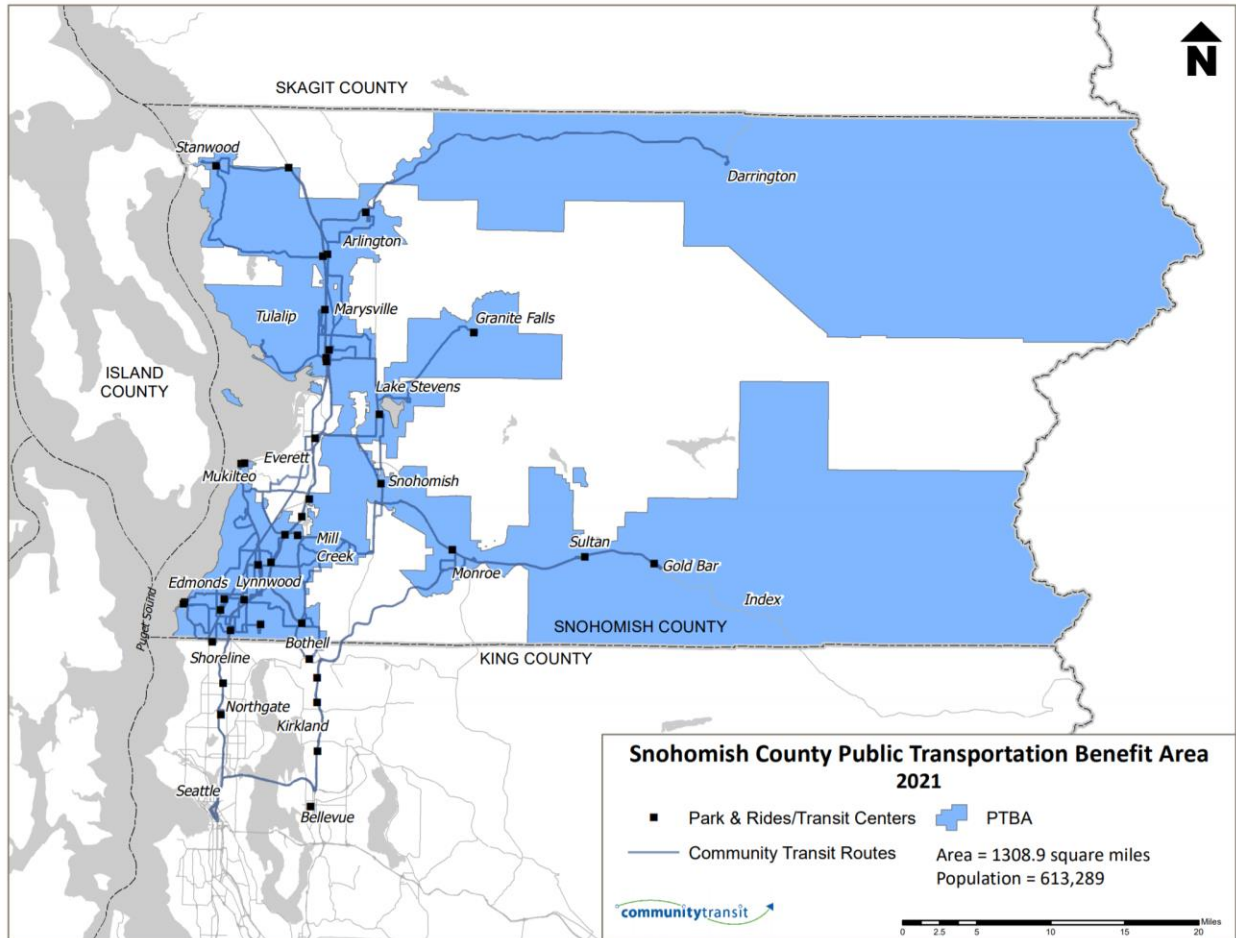 N
SKAGIT COUNTY
Stanwood
Darrington
Arlington
Marysville
Tulalip
Granite Falls
ISLAND
COUNTY
Lake Stevens
Everett
Mukilteo
Snohomish
Mill
Creek
Sultan
Edmonds
Lynnwood
Monroe
Gold Bar
Index
Puget Sound
SNOHOMISH COUNTY
Bothell
Shoreline
KING COUNTY
Northgate
Kirkland
Seattle
Bellevue
Snohomish County Public Transportation Benefit Area
2021
Park & Rides/Transit Centers
PTBA
Community Transit Routes
Area = 1308.9 square miles
Population = 613,289
communitytransit
Miles
0 2.5 5 10 15 20